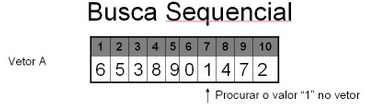 Busca Sequencial
1 2 3 4 5 6 7 8 9 10
Vetor A
6 5 3 8 9 0 1 4 7 2
↑ Procurar o valor “1” no vetor